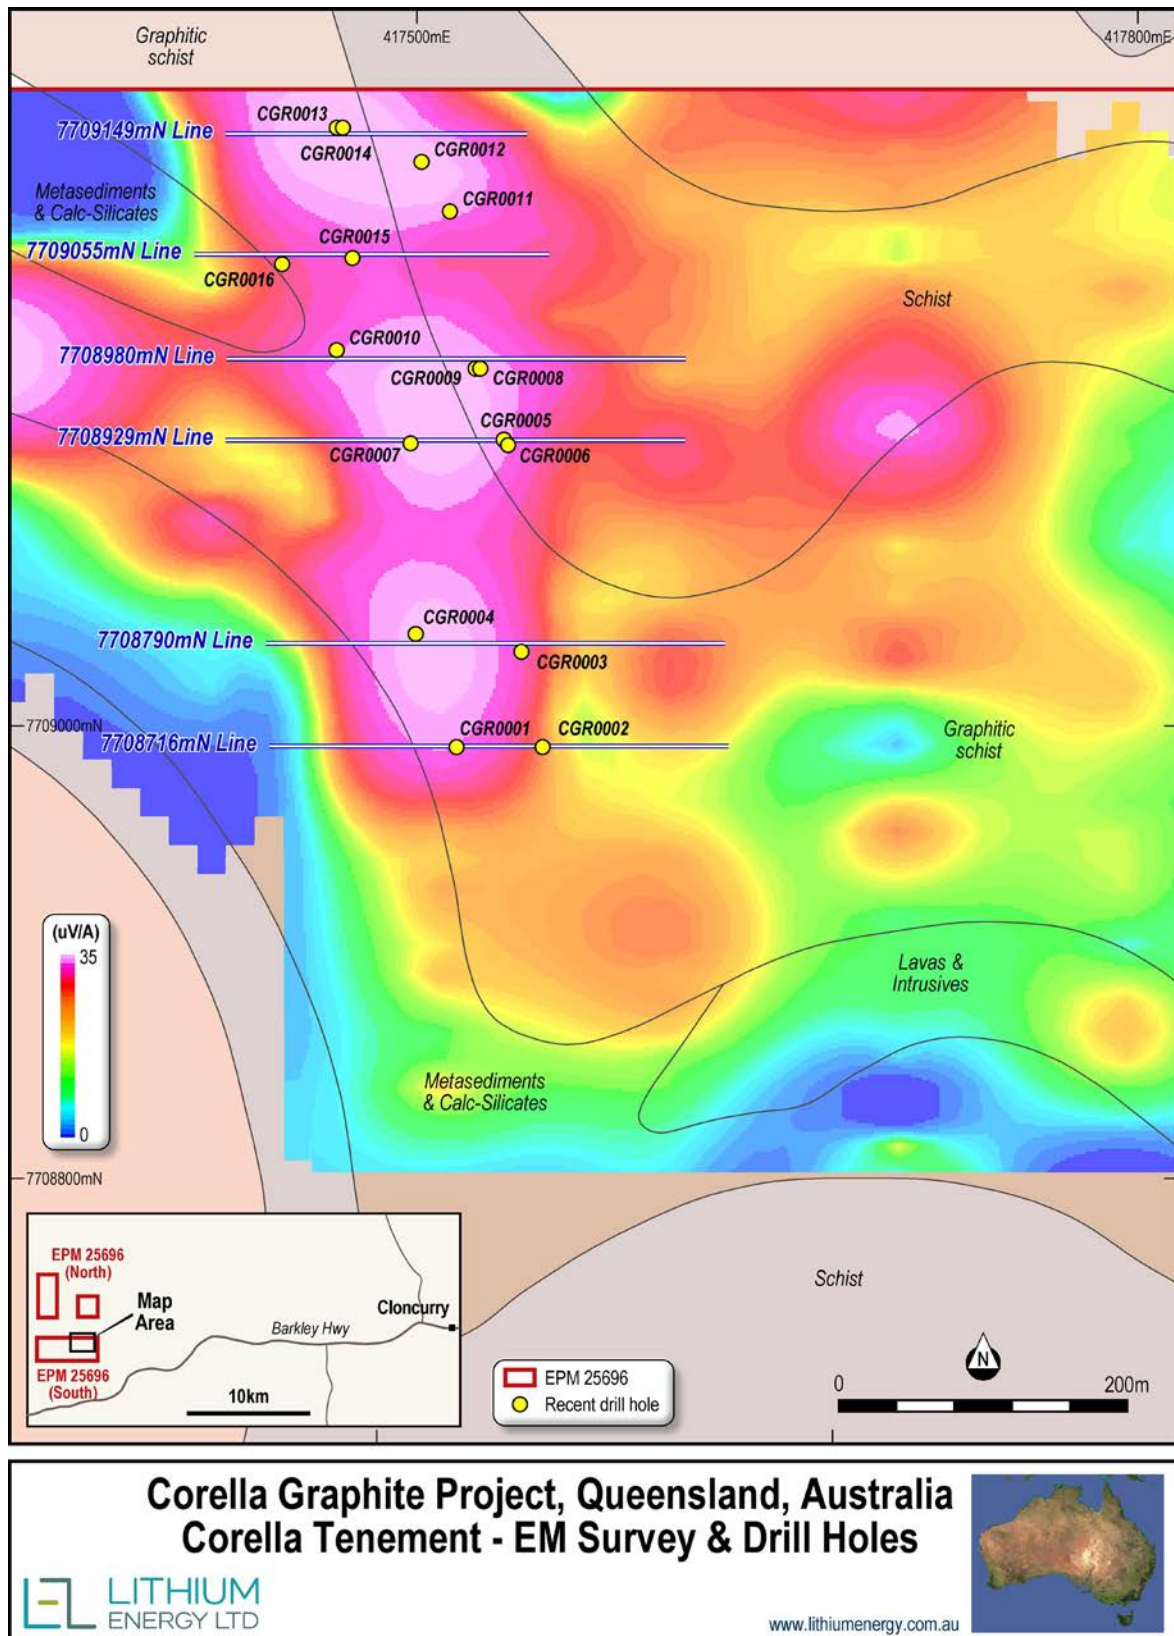 Graphitic
schist
417500mE
417800mE
CGR0013
7709149mN Line
CGR0014
CGR0012
Metasediments
& Calc-Silicates
CGR0011
CGR0015
7709055mN Line
CGR0016
Schist
CGR0010
7708980mN Line
CGR0009
CGR0008
CGR0005
7708929mN Line
CGR0007
CGR0006
CGR0004
7708790mN Line
CGR0003
7709000mN
CGR0001
CGR0002
7708716mN Line
Graphitic
schist
(uV/A)
35
0
Lavas &
Intrusives
Metasediments
& Calc-Silicates
7708800mN
EPM 25696
(North)
Map
Area
Cloncurry
Barkley Hwy
EPM 25696
(South)
10km
Schist
EPM 25696
Recent drill hole
N
0
200m
Corella Graphite Project, Queensland, Australia
Corella Tenement - EM Survey & Drill Holes
LEL LITHIUM
ENERGY LTD
www.lithiumenergy.com.au